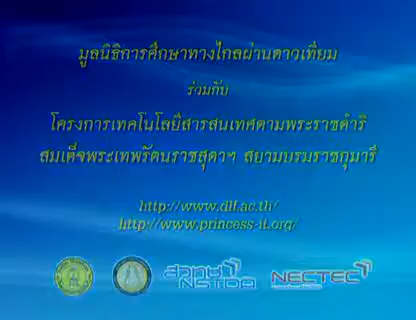 มูลนิธิการศึกษาทางไกลผ่านดาวเทียม
ร่วมกับ
โครงการเทคโนโลยีสารสนเทศตามพระราชดำริ
สมเด็จพระเทพรัตนราชสุดาฯ สยามบรมราชกุมารี
http://www.dlf.ac.th/
http://www.princess-it.org/
สวทช NECTEC
NSTDA